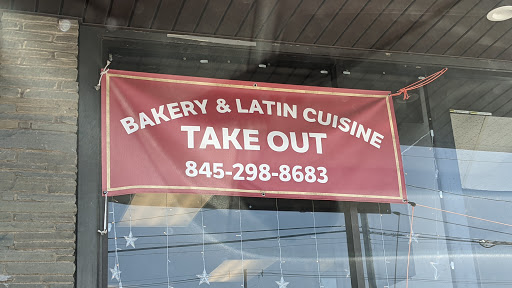 BAKERY & LATIN CUISINE
TAKE OUT
845-298-8683